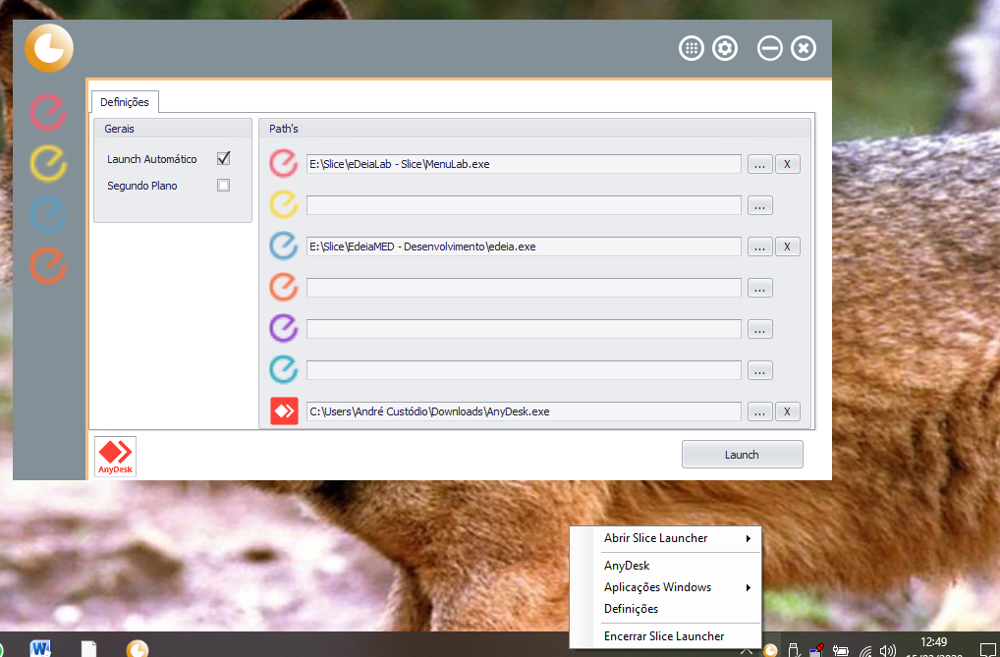 Definições
Gerais
Launch Automático
Segundo Plano
Path's
E:\Slice\eDeiaLab - Slice\MenuLab.exe
... X
...
E:\Slice\EdeiaMED - Desenvolvimento\edeia.exe
... X
...
...
...
C:\Users\André Custódio\Downloads\AnyDesk.exe
... X
AnyDesk
Launch
Abrir Slice Launcher
AnyDesk
Aplicações Windows
Definições
Encerrar Slice Launcher
W
12:49